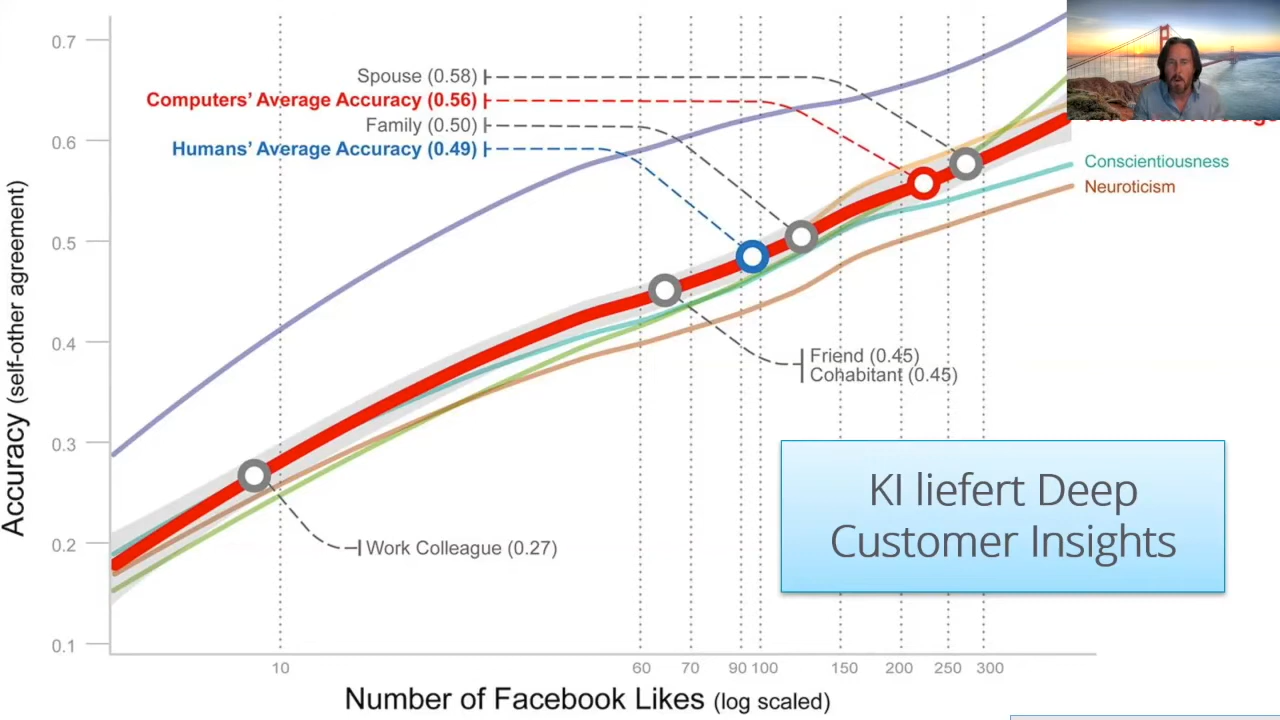 0.7
0.6
0.5
0.4
0.3
0.2
0.1
Accuracy (self-other agreement)
Spouse (0.58)
Computers' Average Accuracy (0.56)
Family (0.50)
Humans' Average Accuracy (0.49)
Conscientiousness
Neuroticism
Friend (0.45)
Cohabitant (0.45)
Work Colleague (0.27)
KI liefert Deep
Customer Insights
10 60 70 90 100 150 200 250 300
Number of Facebook Likes (log scaled)